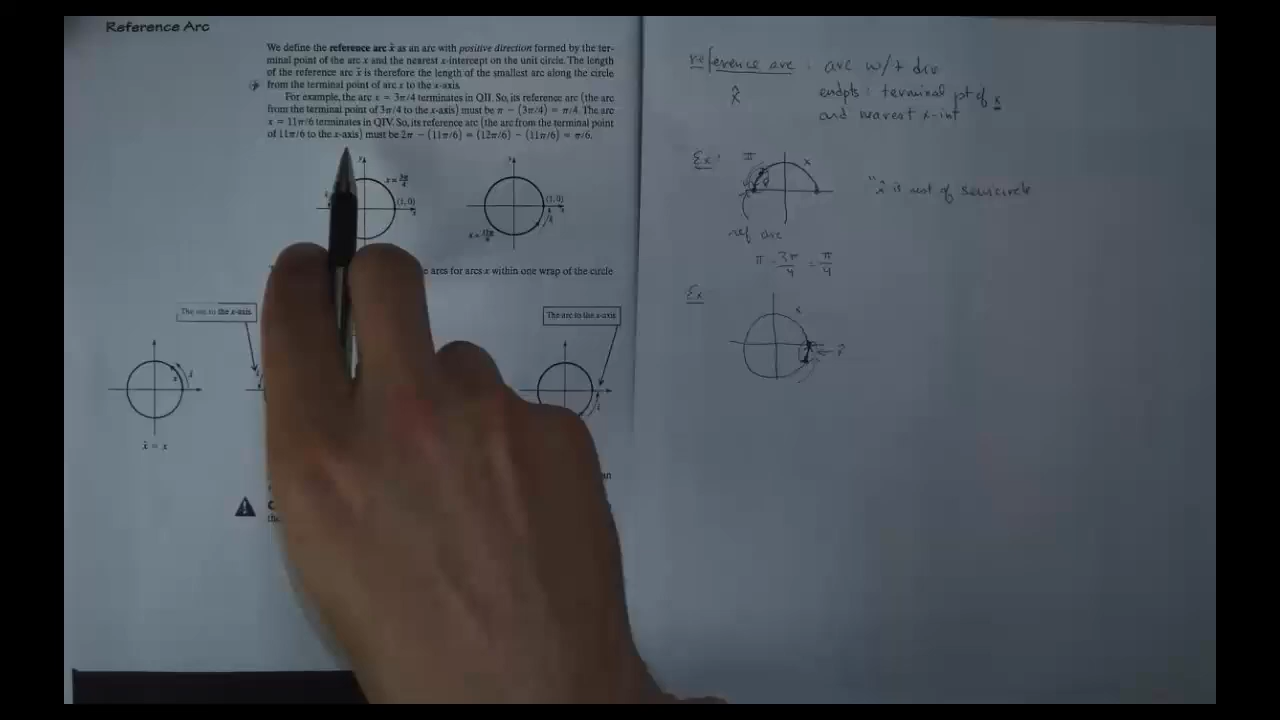 Reference Arc
We define the reference arc x̂ as an arc with positive direction formed by the ter-
minal point of the arc x and the nearest x-intercept on the unit circle. The length
of the reference arc x̂ is therefore the length of the smallest arc along the circle
from the terminal point of arc x to the x-axis.
For example, the arc x = 3π/4 terminates in QII. So, its reference arc (the arc
from the terminal point of 3π/4 to the x-axis) must be π − (3π/4) = π/4. The arc
x = 11π/6 terminates in QIV. So, its reference arc (the arc from the terminal point
of 11π/6 to the x-axis) must be 2π − (11π/6) = (12π/6) − (11π/6) = π/6.
y
x = 3π/4
(1, 0)
x
y
(1, 0)
x
x̂
x = 11π/6
arcs for arcs x within one wrap of the circle
The arc to the x-axis
The arc to the x-axis
x̂ = x
reference arc : arc w/+ dir
x̂
endpts : terminal pt of x
and nearest x-int
Ex:
π
x
x̂ is not of semicircle
ref arc
π - 3π/4 = π/4
Ex
x
x̂